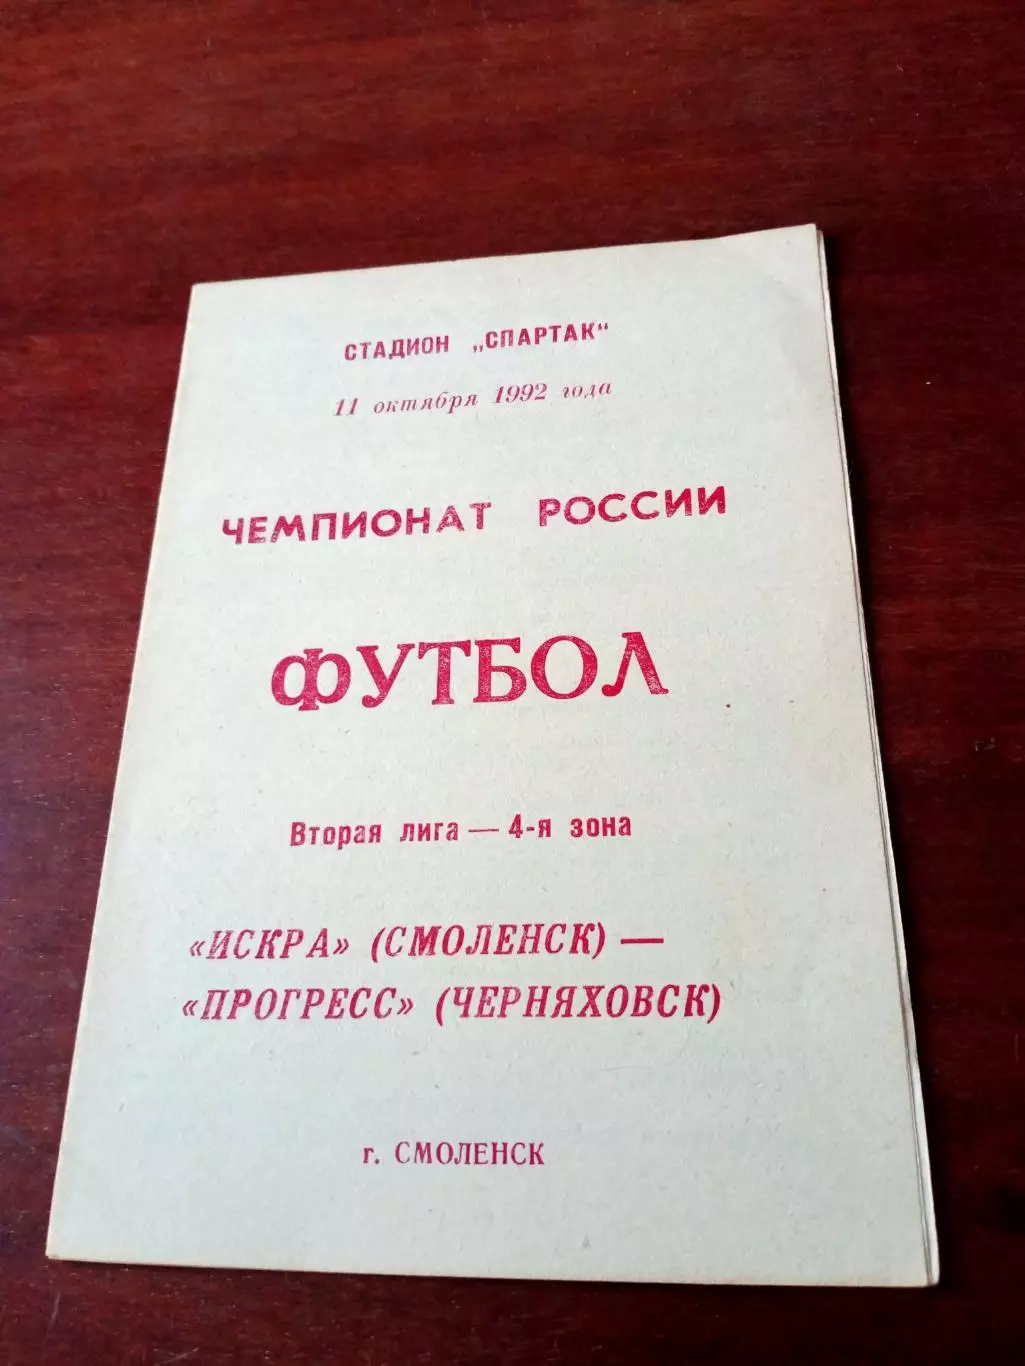 СТАДИОН „СПАРТАК“
11 октября 1992 года
ЧЕМПИОНАТ РОССИИ
ФУТБОЛ
Вторая лига — 4-я зона
«ИСКРА» (СМОЛЕНСК) —
«ПРОГРЕСС» (ЧЕРНЯХОВСК)
г. СМОЛЕНСК